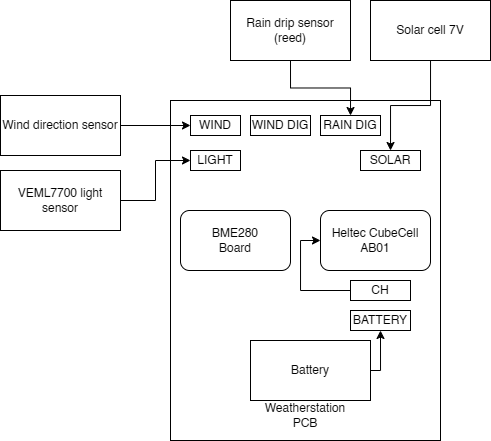 Rain drip sensor
(reed)
Solar cell 7V
Wind direction sensor
WIND
WIND DIG
RAIN DIG
LIGHT
SOLAR
VEML7700 light
sensor
BME280
Board
Heltec CubeCell
AB01
CH
BATTERY
Battery
Weatherstation
PCB